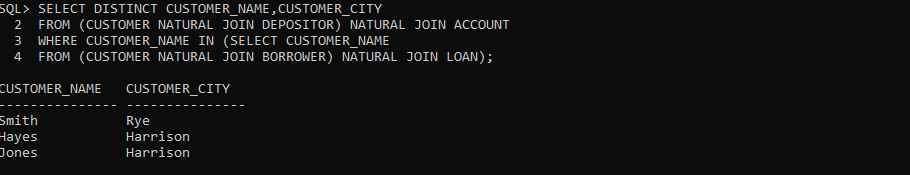 SQL> SELECT DISTINCT CUSTOMER_NAME,CUSTOMER_CITY
  2  FROM (CUSTOMER NATURAL JOIN DEPOSITOR) NATURAL JOIN ACCOUNT
  3  WHERE CUSTOMER_NAME IN (SELECT CUSTOMER_NAME
  4  FROM (CUSTOMER NATURAL JOIN BORROWER) NATURAL JOIN LOAN);
CUSTOMER_NAME   CUSTOMER_CITY
--------------- ---------------
Smith           Rye
Hayes           Harrison
Jones           Harrison